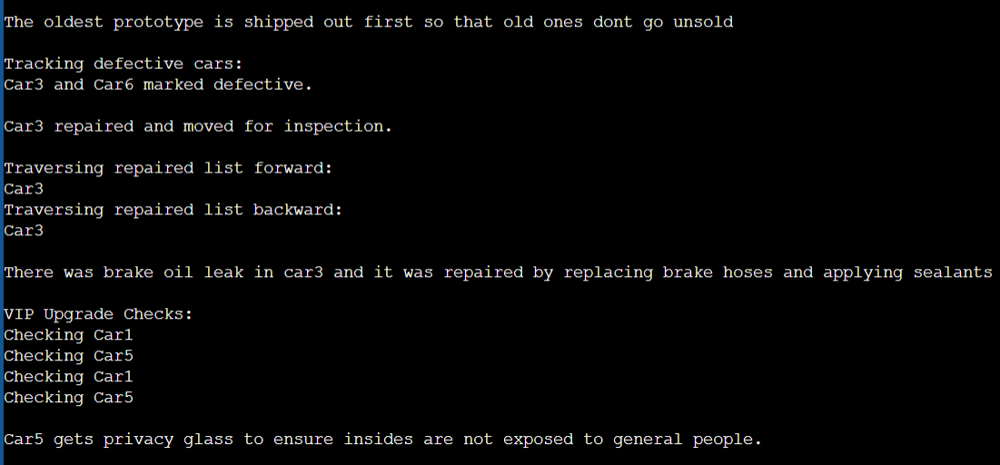 The oldest prototype is shipped out first so that old ones dont go unsold
Tracking defective cars:
Car3 and Car6 marked defective.
Car3 repaired and moved for inspection.
Traversing repaired list forward:
Car3
Traversing repaired list backward:
Car3
There was brake oil leak in car3 and it was repaired by replacing brake hoses and applying sealants
VIP Upgrade Checks:
Checking Car1
Checking Car5
Checking Car1
Checking Car5
Car5 gets privacy glass to ensure insides are not exposed to general people.